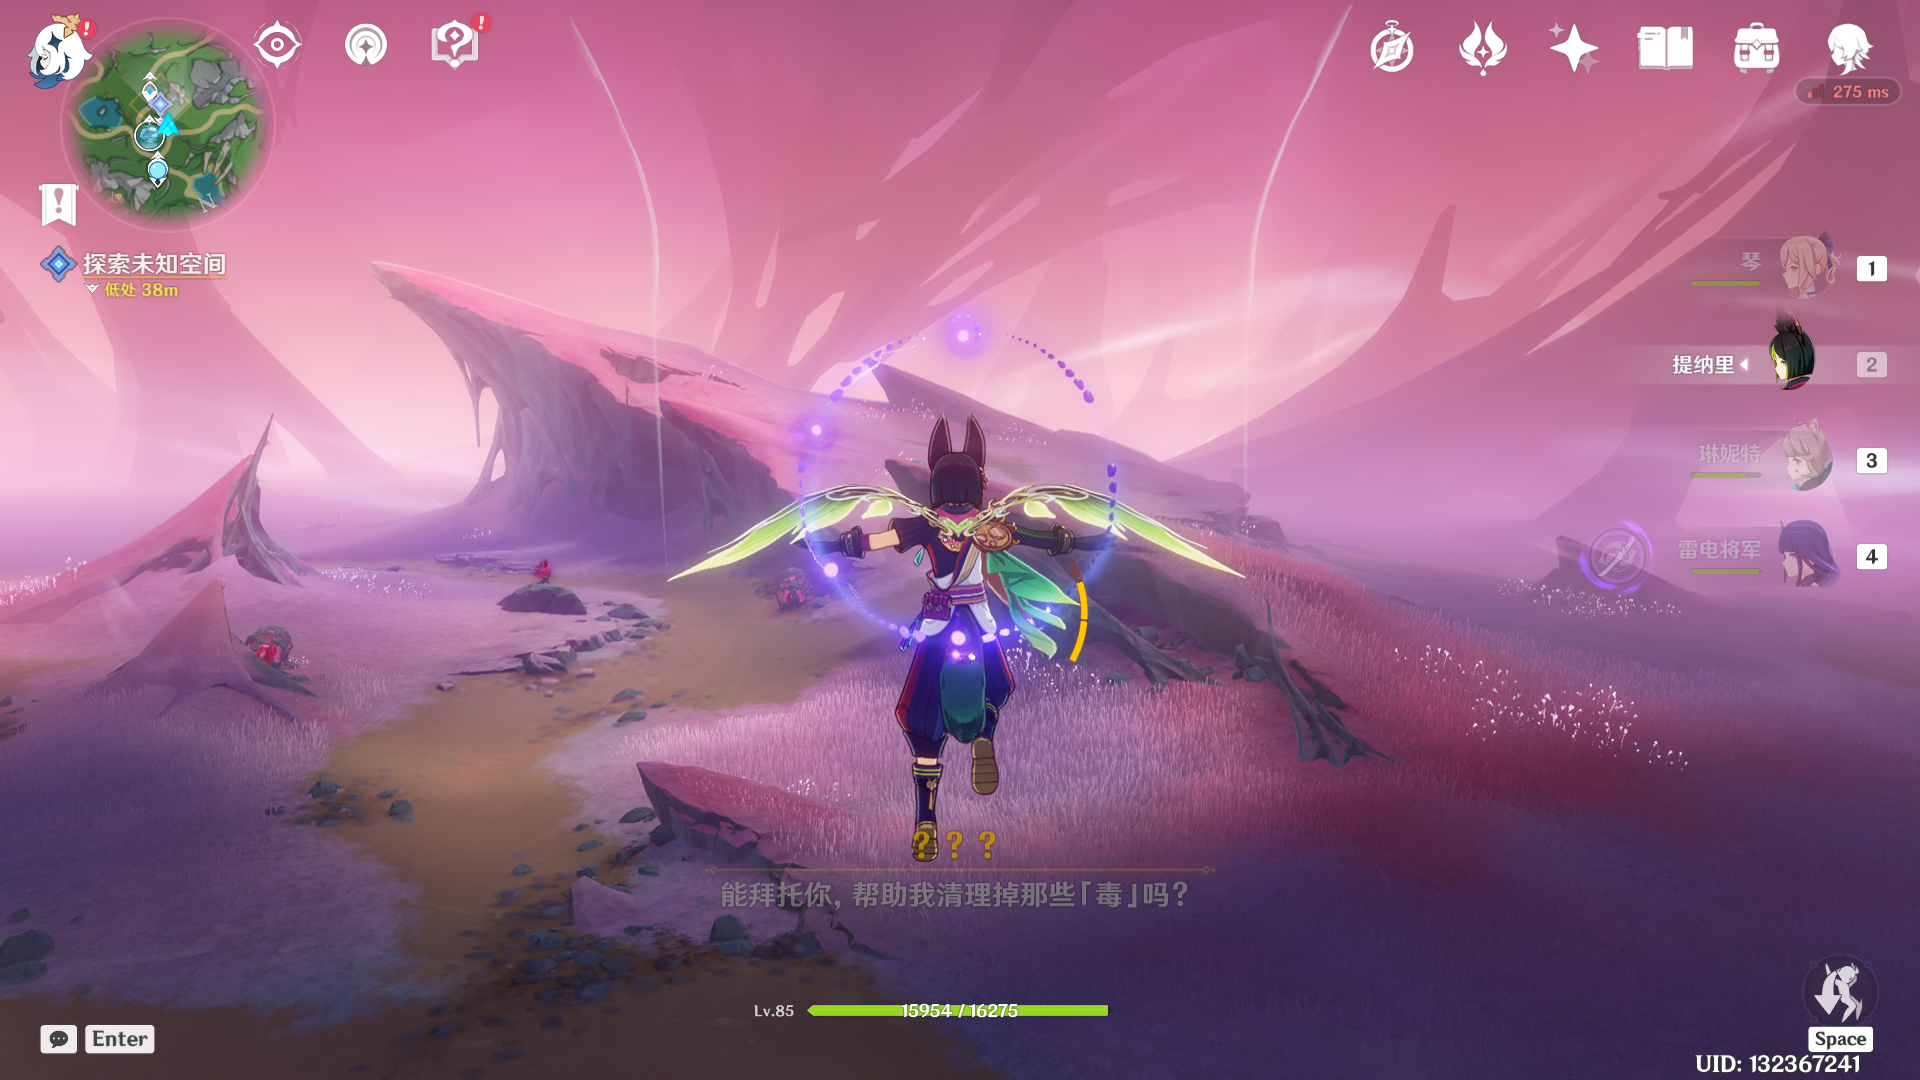 275 ms
N
探索未知空间
低处 38m
琴 1
提纳里 2
琳妮特 3
雷电将军 4
？？？
能拜托你，帮助我清理掉那些「毒」吗？
Lv.85 15954 / 16275
Enter
Space
UID: 132367241